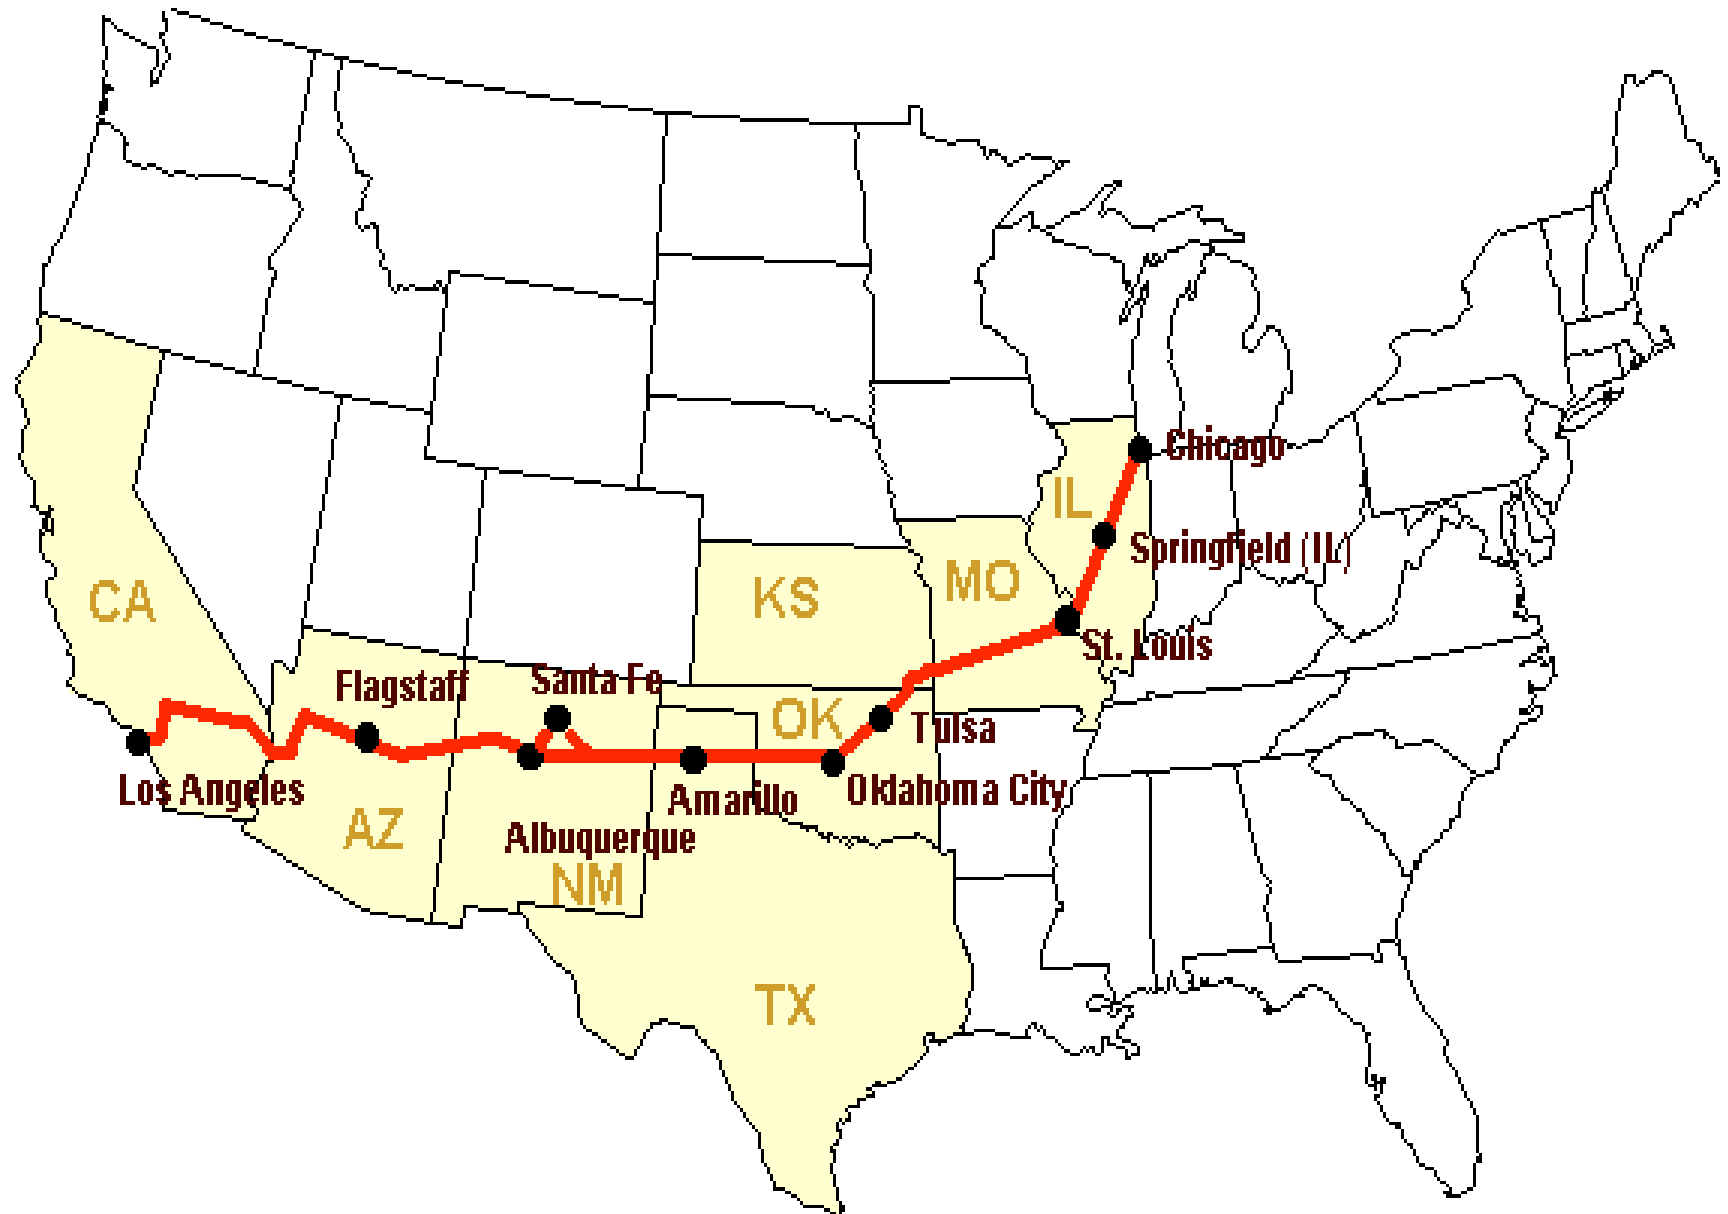 Chicago
IL
Springfield (IL)
MO
KS
CA
St. Louis
Flagstaff
Santa Fe
OK
Tulsa
Los Angeles
Amarillo
Oklahoma City
AZ
Albuquerque
NM
TX